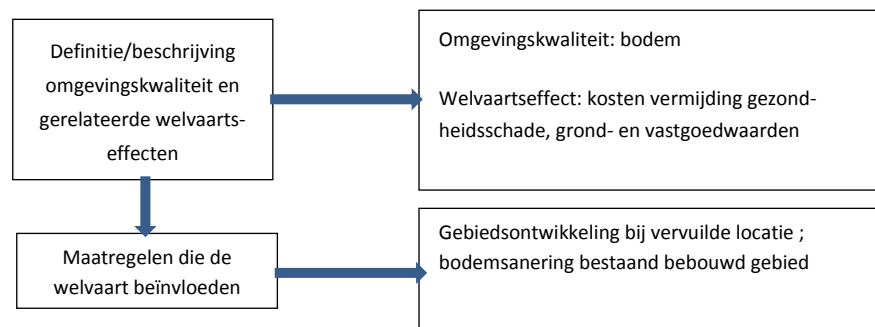 Definitie/beschrijving
omgevingskwaliteit en
gerelateerde welvaarts-
effecten
Omgevingskwaliteit: bodem
Welvaartseffect: kosten vermijding gezond-
heidsschade, grond- en vastgoedwaarden
Maatregelen die de
welvaart beïnvloeden
Gebiedsontwikkeling bij vervuilde locatie ;
bodemsanering bestaand bebouwd gebied